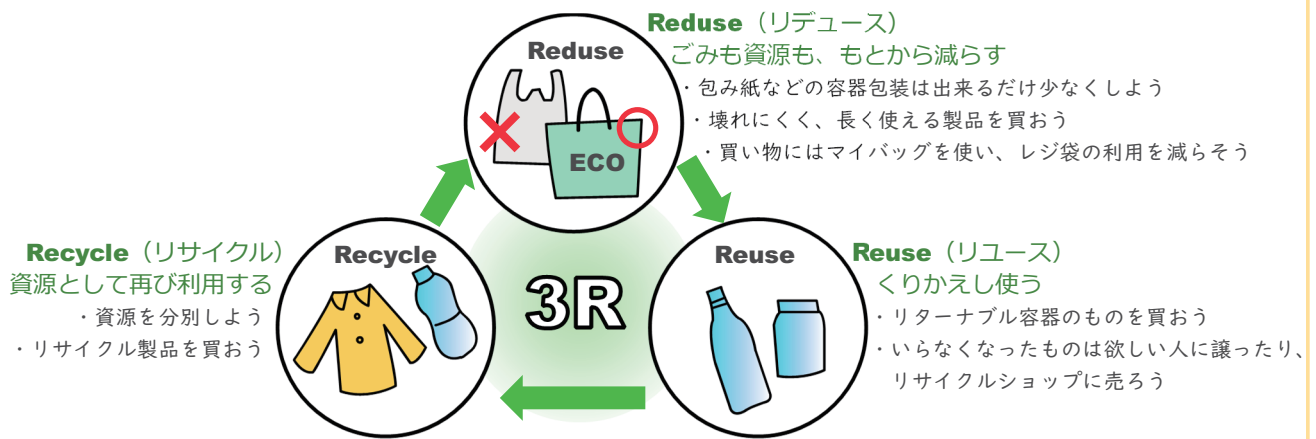 Reduse（リデュース）
ごみも資源も、もとから減らす
・包み紙などの容器包装は出来るだけ少なくしよう
・壊れにくく、長く使える製品を買おう
・買い物にはマイバッグを使い、レジ袋の利用を減らそう
Reduse
ECO
Recycle（リサイクル）
資源として再び利用する
・資源を分別しよう
・リサイクル製品を買おう
Recycle
3R
Reuse
Reuse（リユース）
くりかえし使う
・リターナブル容器のものを買おう
・いらなくなったものは欲しい人に譲ったり、
リサイクルショップに売ろう